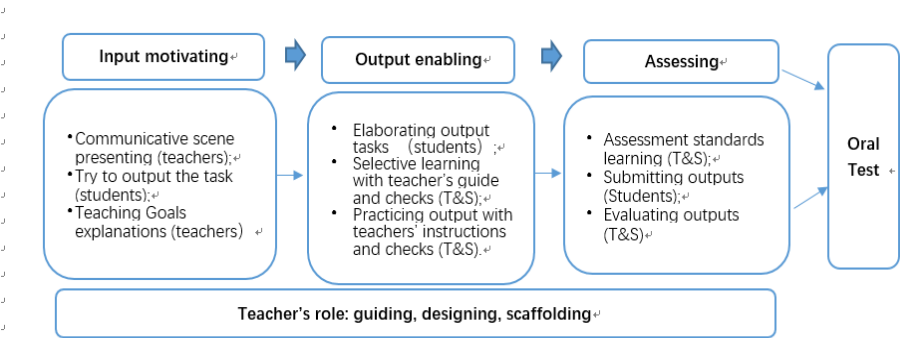 Input motivating
Output enabling
Assessing
• Communicative scene
presenting (teachers);
• Try to output the task
(students);
• Teaching Goals
explanations (teachers）
• Elaborating output
tasks （students）;
• Selective learning
with teacher's guide
and checks (T&S);
• Practicing output with
teachers' instructions
and checks (T&S).
• Assessment standards
learning (T&S);
• Submitting outputs
(Students);
• Evaluating outputs
(T&S)
Oral
Test
Teacher's role: guiding, designing, scaffolding